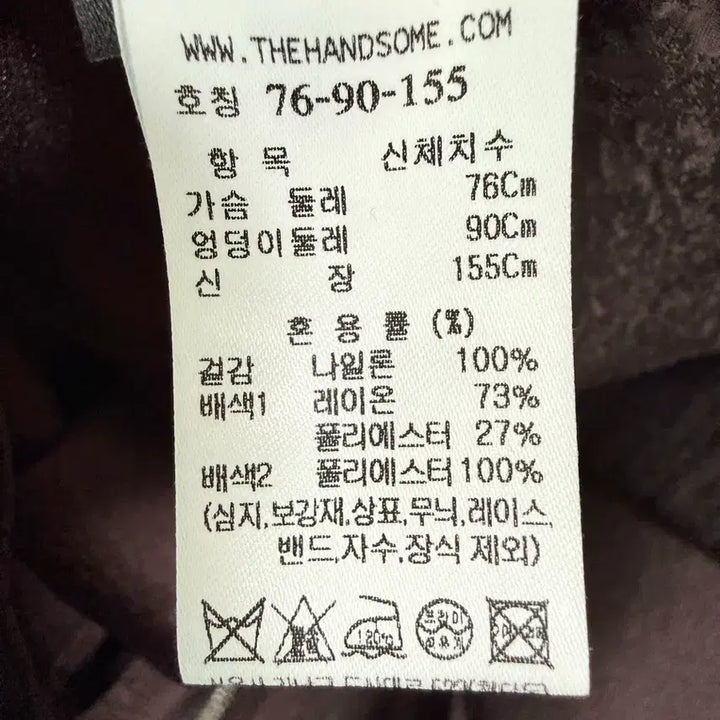 WWW.THEHANDSOME.COM
호칭 76-90-155
항 목 신체치수
가슴 둘레 76Cm
엉덩이둘레 90Cm
신 장 155Cm
혼 용 률 (%)
겉감 나일론 100%
배색1 레이온 73%
폴리에스터 27%
배색2 폴리에스터 100%
(심지,보강재,상표,무늬,레이스,
밴드,자수,장식 제외)
120℃